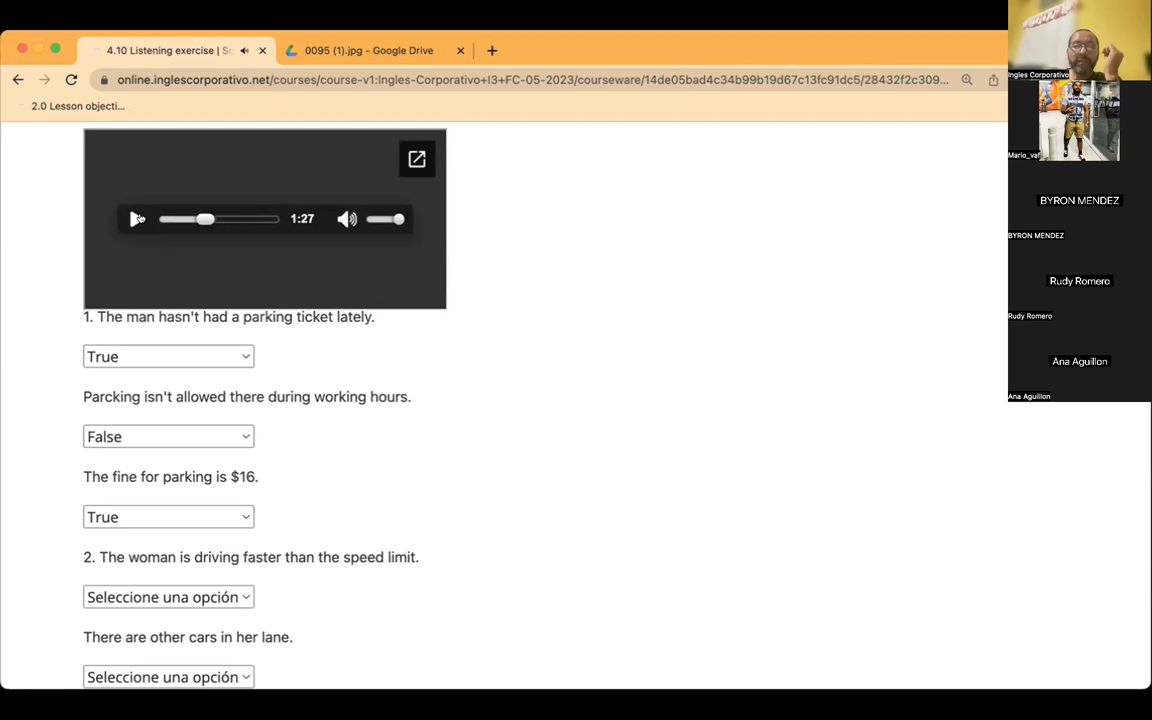 4.10 Listening exercise | Sc
0095 (1).jpg - Google Drive
online.inglescorporativo.net/courses/course-v1:Ingles-Corporativo+I3+FC-05-2023/courseware/14de05bad4c34b99b19d67c13fc91dc5/28432f2c309...
2.0 Lesson objecti...
1:27
1. The man hasn't had a parking ticket lately.
True
Parcking isn't allowed there during working hours.
False
The fine for parking is $16.
True
2. The woman is driving faster than the speed limit.
Seleccione una opción
There are other cars in her lane.
Seleccione una opción
Ingles Corporativo
Mario_vaf
BYRON MENDEZ
BYRON MENDEZ
Rudy Romero
Rudy Romero
Ana Aguillon
Ana Aguillon